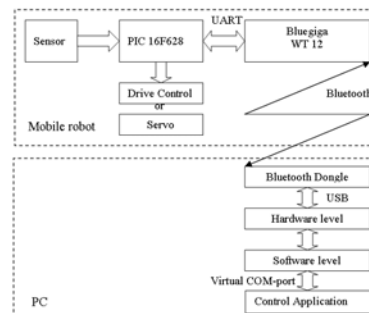 Sensor
PIC 16F628
UART
Bluegiga
WT 12
Drive Control
or
Servo
Mobile robot
Bluetooth
Bluetooth Dongle
USB
Hardware level
Software level
Virtual COM-port
Control Application
PC